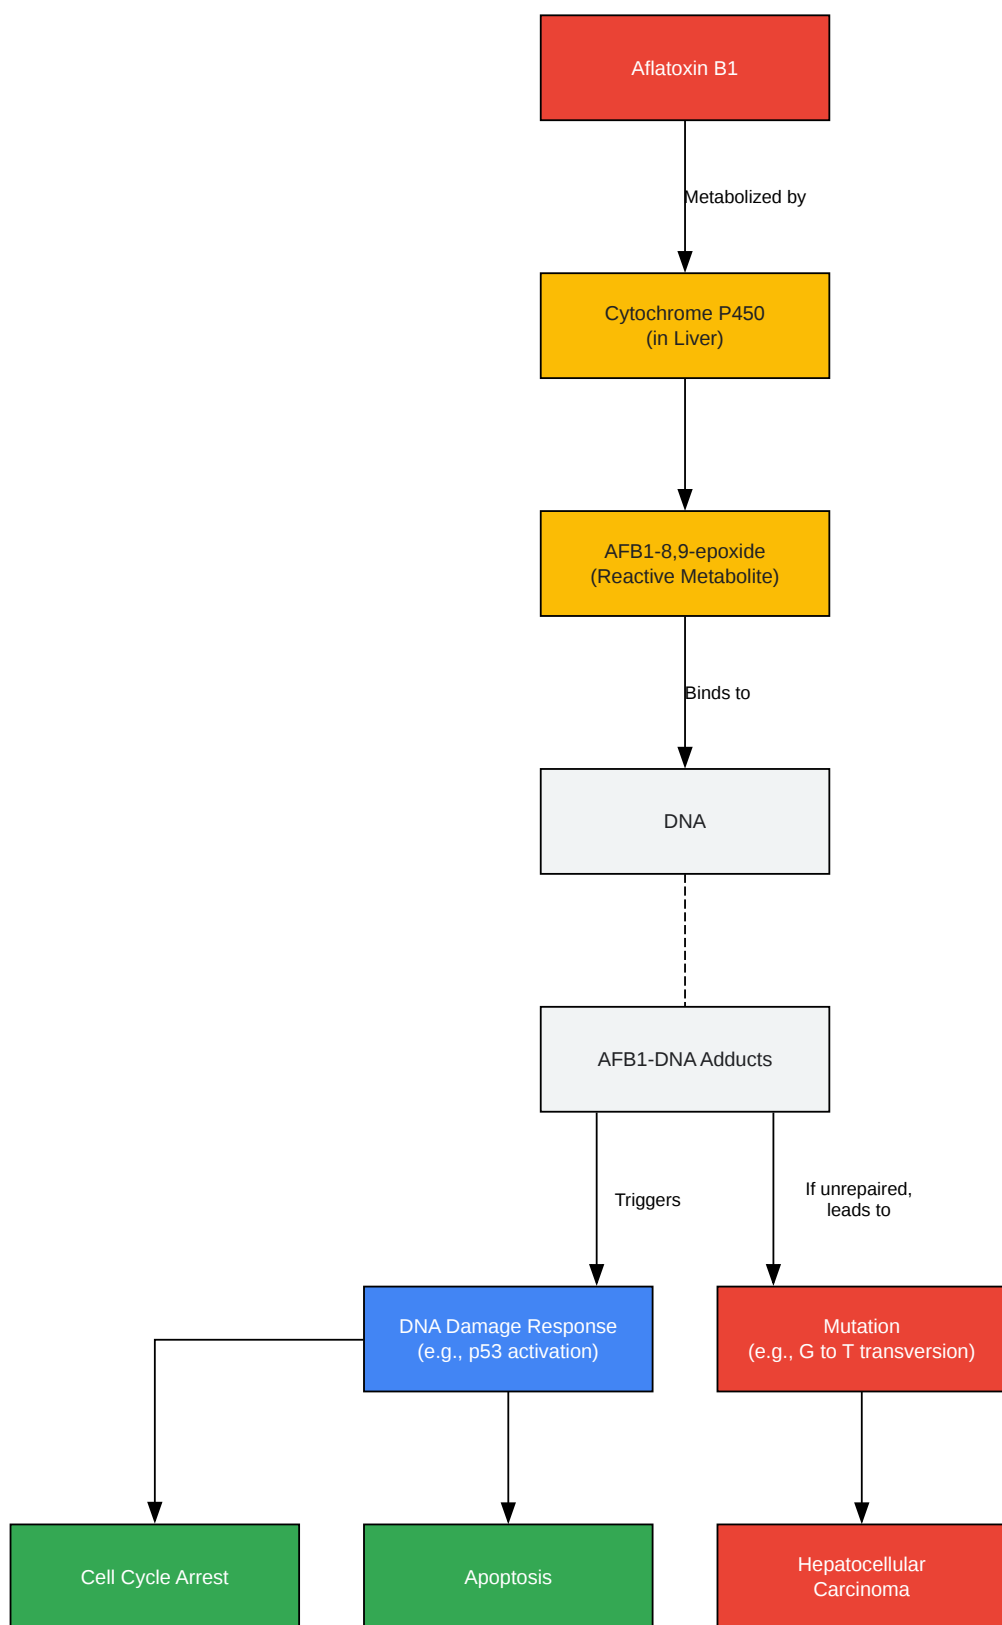 Aflatoxin B1
Metabolized by
Cytochrome P450
(in Liver)
AFB1-8,9-epoxide
(Reactive Metabolite)
Binds to
DNA
AFB1-DNA Adducts
Triggers
If unrepaired,
leads to
DNA Damage Response
(e.g., p53 activation)
Mutation
(e.g., G to T transversion)
Cell Cycle Arrest
Apoptosis
Hepatocellular
Carcinoma